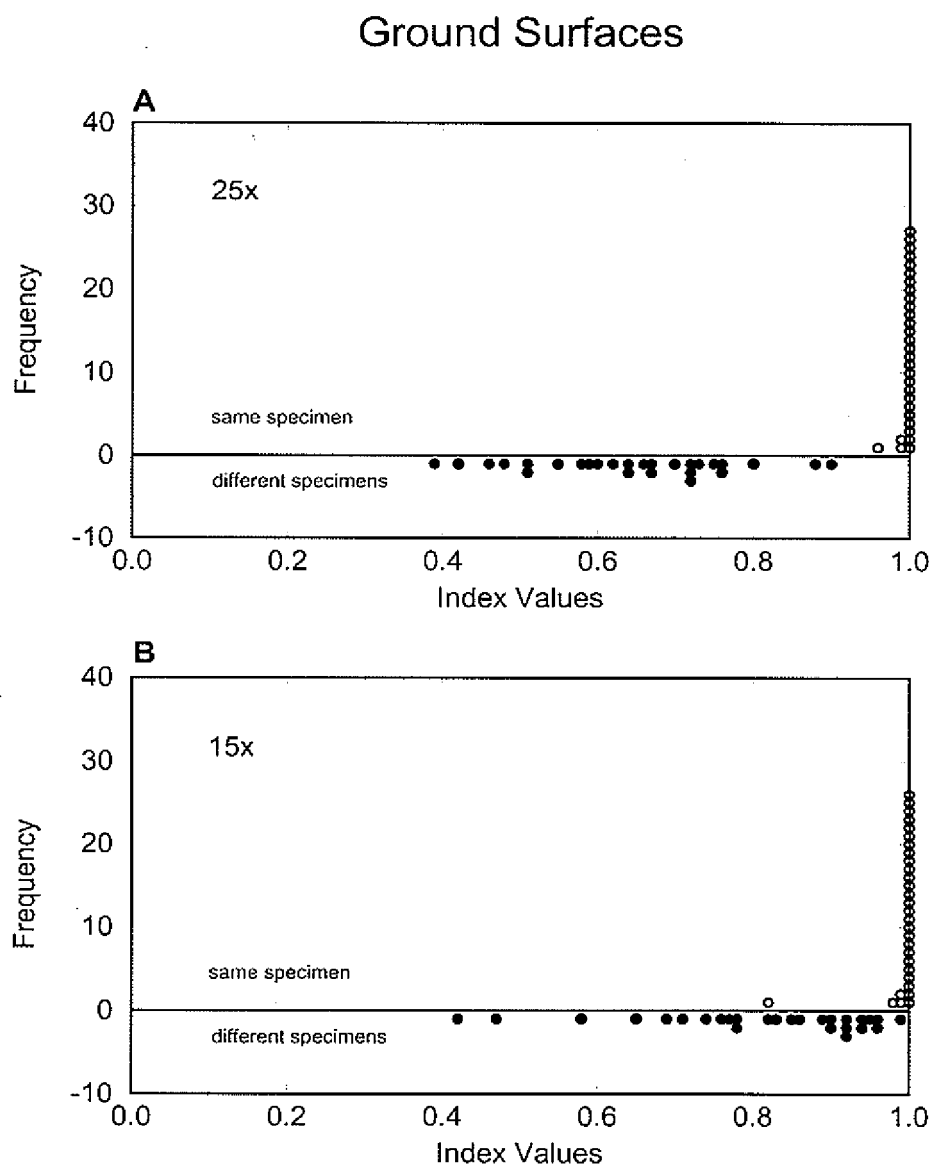 Ground Surfaces
A
40
30
20
10
0
-10
Frequency
25x
same specimen
different specimens
0.0 0.2 0.4 0.6 0.8 1.0
Index Values
B
40
30
20
10
0
-10
Frequency
15x
same specimen
different specimens
0.0 0.2 0.4 0.6 0.8 1.0
Index Values